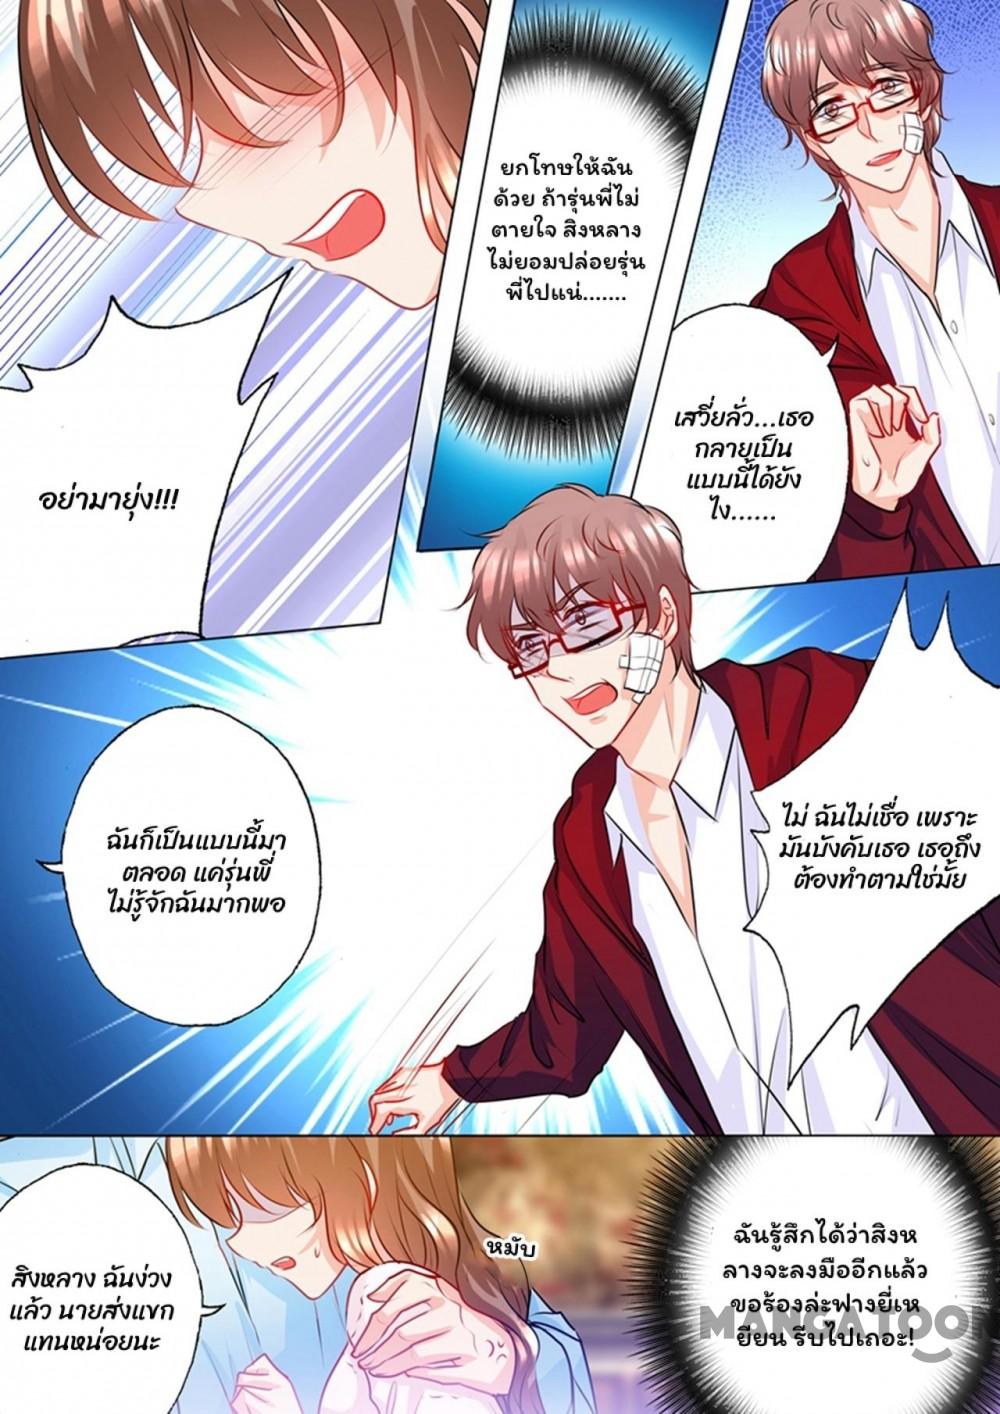 อย่ามายุ่ง!!!
ยกโทษให้ฉัน
ด้วย ถ้ารุ่นพี่ไม่
ตายใจ สิงหลาง
ไม่ยอมปล่อยรุ่น
พี่ไปแน่.......
เสวี่ยลั่ว...เธอ
กลายเป็น
แบบนี้ได้ยัง
ไง......
ไม่ ฉันไม่เชื่อ เพราะ
มันบังคับเธอ เธอถึง
ต้องทำตามใช่มั้ย
ฉันก็เป็นแบบนี้มา
ตลอด แค่รุ่นพี่
ไม่รู้จักฉันมากพอ
สิงหลาง ฉันง่วง
แล้ว นายส่งแขก
แทนหน่อยนะ
หมับ
ฉันรู้สึกได้ว่าสิงห
ลางจะลงมืออีกแล้ว
ขอร้องล่ะฟางยี่เห
ยียน รีบไปเถอะ!
MANGATOON